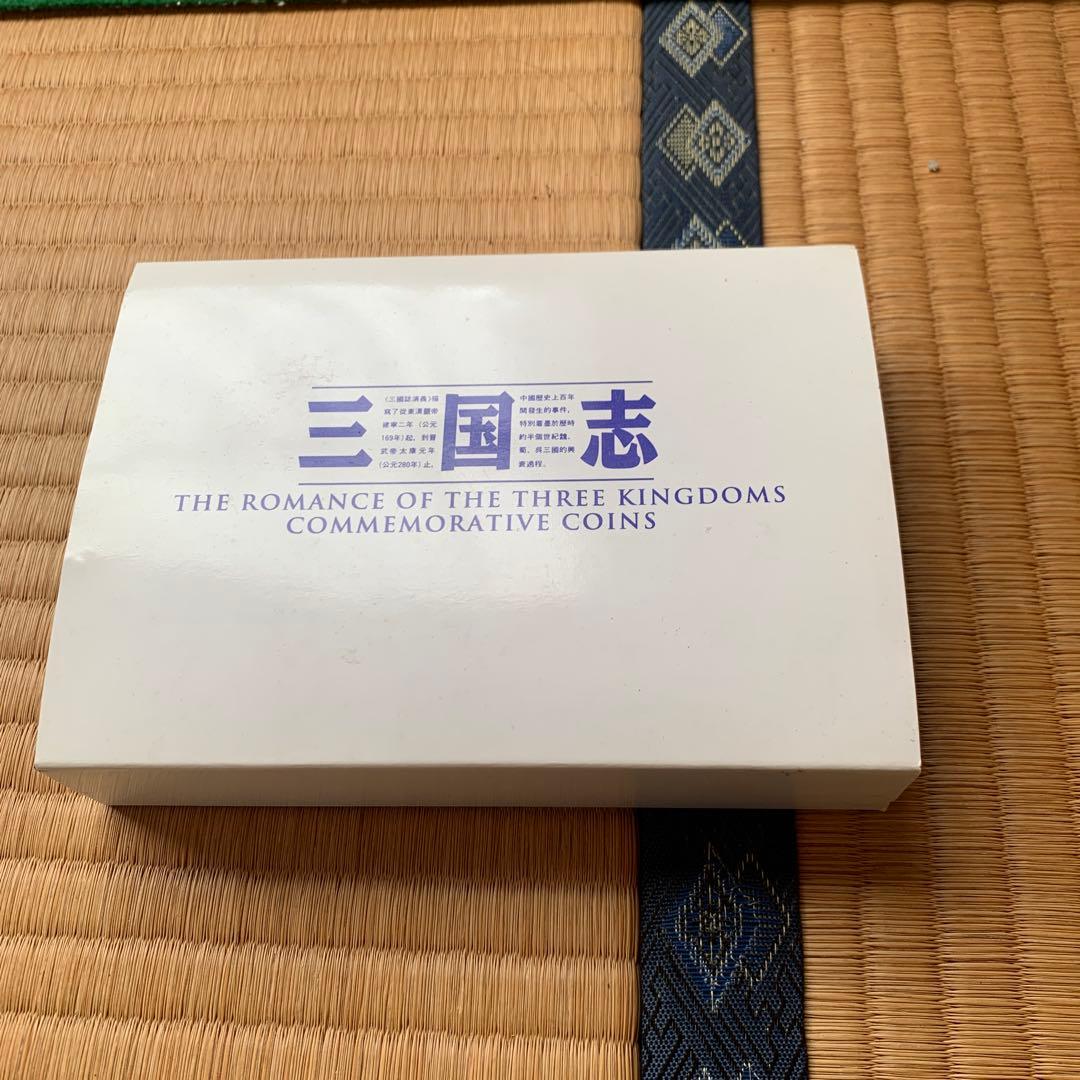 三国志
《三國誌演義》描
寫了從東漢靈帝
建寧二年（公元
169年）起，到晉
武帝太康元年
（公元280年）止，
中國歷史上百年
間發生的事件，
特別着墨於歷時
約半個世紀魏、
蜀、吳三國的興
衰過程。
THE ROMANCE OF THE THREE KINGDOMS
COMMEMORATIVE COINS